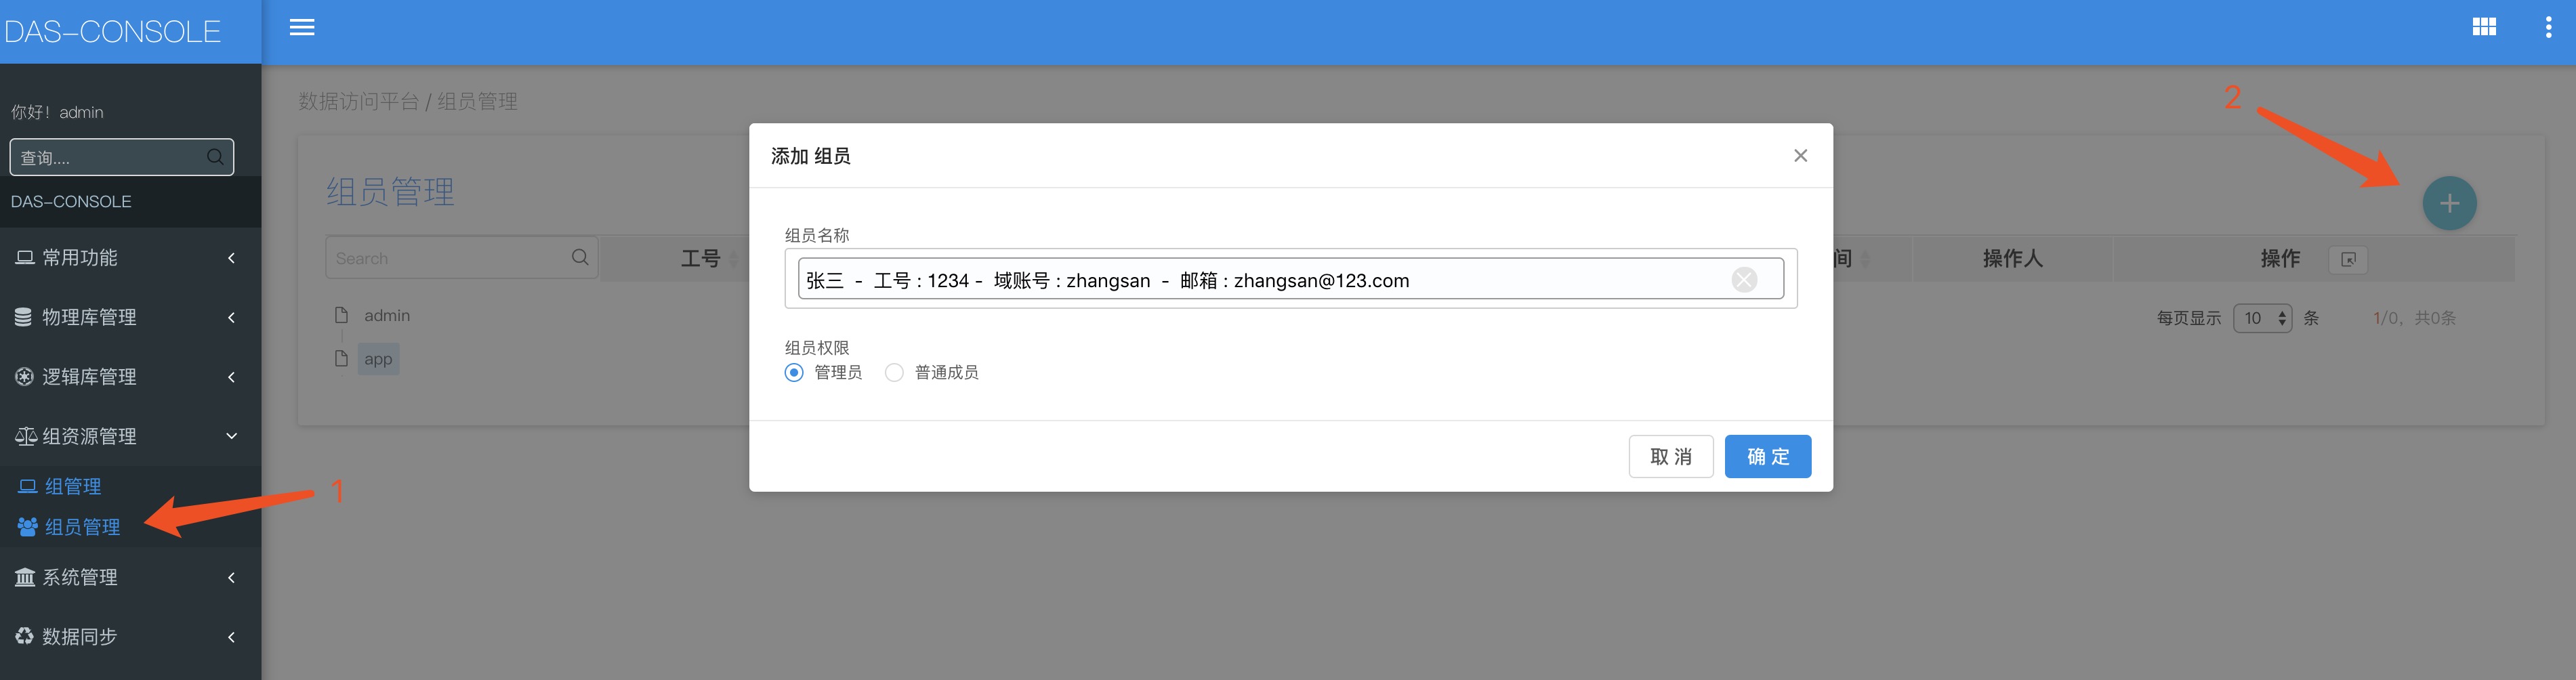 DAS-CONSOLE
你好！admin
查询....
DAS-CONSOLE
常用功能
物理库管理
逻辑库管理
组资源管理
组管理
组员管理
系统管理
数据同步
1
数据访问平台 / 组员管理
2
组员管理
Search
工号
间
操作人
操作
admin
app
每页显示 10 条 1/0，共0条
添加 组员
组员名称
张三 - 工号 : 1234 - 域账号 : zhangsan - 邮箱 : zhangsan@123.com
组员权限
管理员 普通成员
取 消 确 定